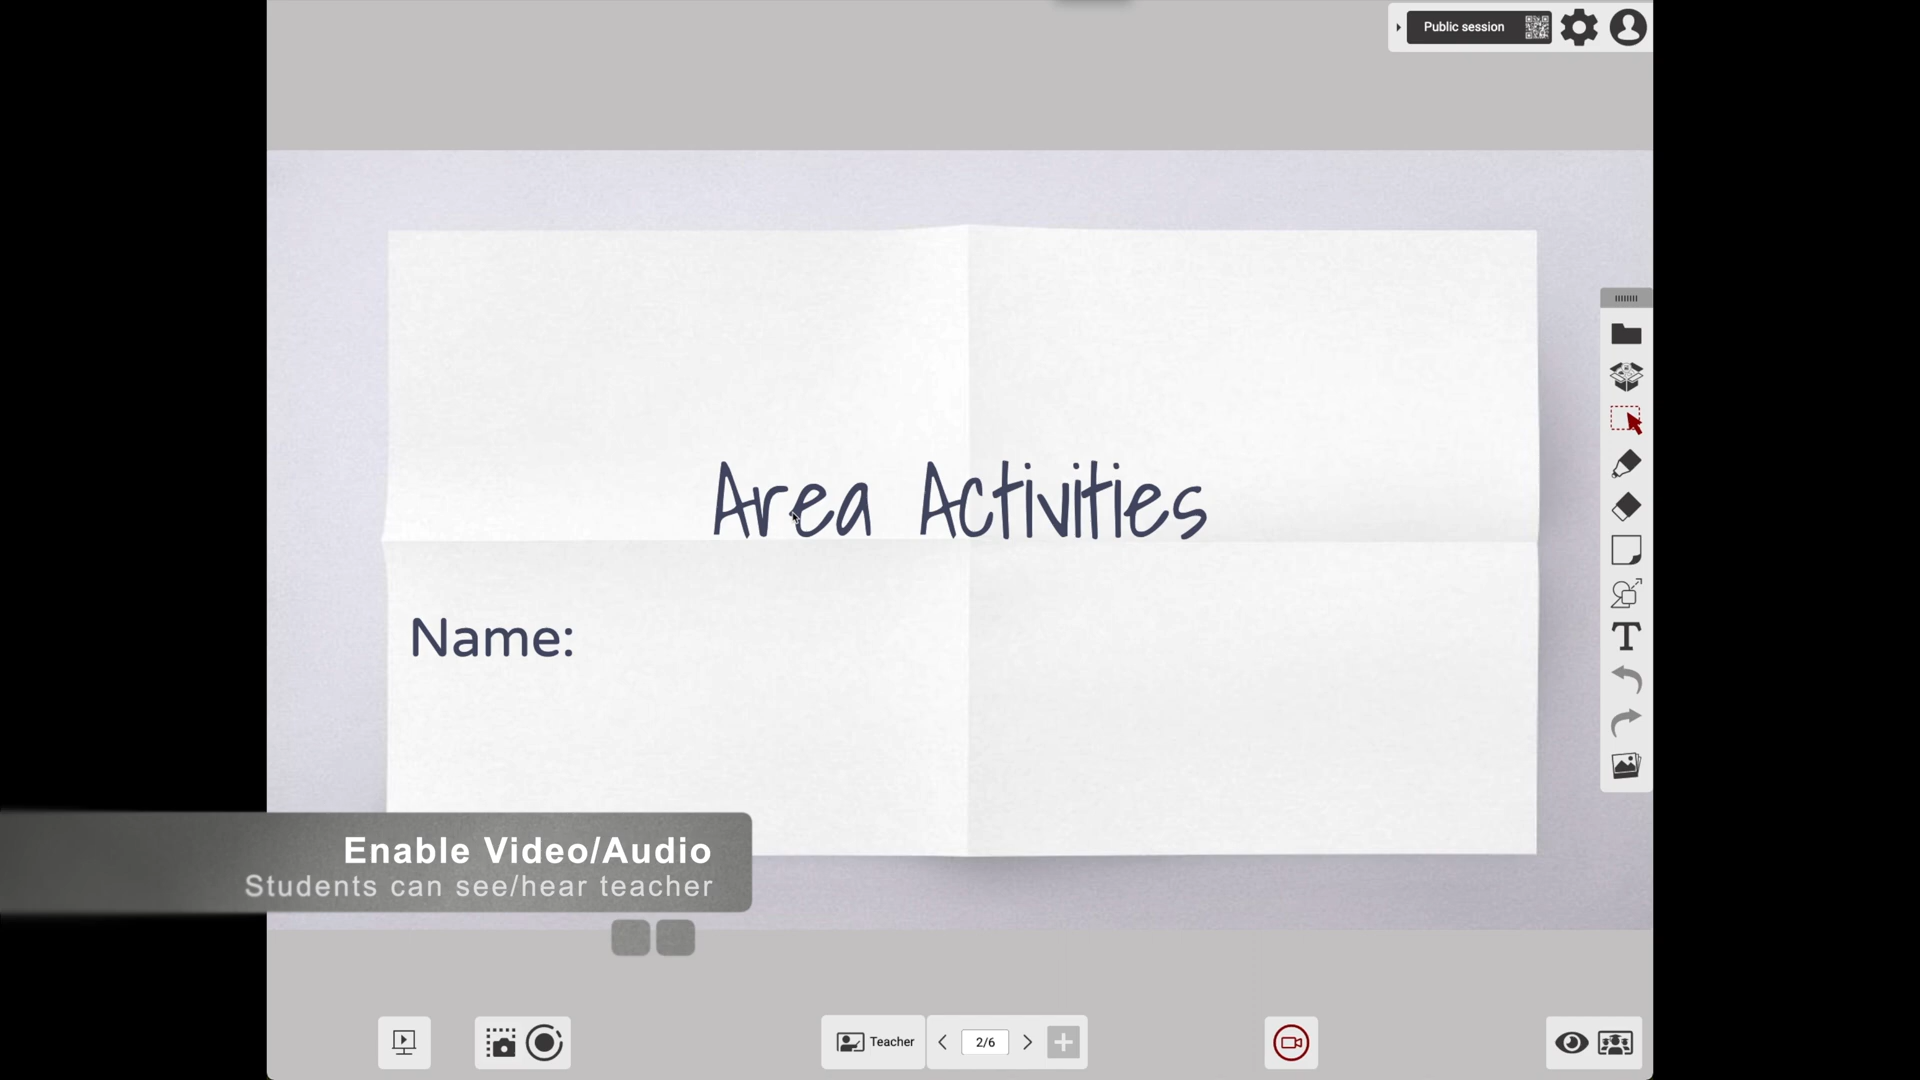 Public session
Area Activities
Name:
Enable Video/Audio
Students can see/hear teacher
Teacher
2/6
T